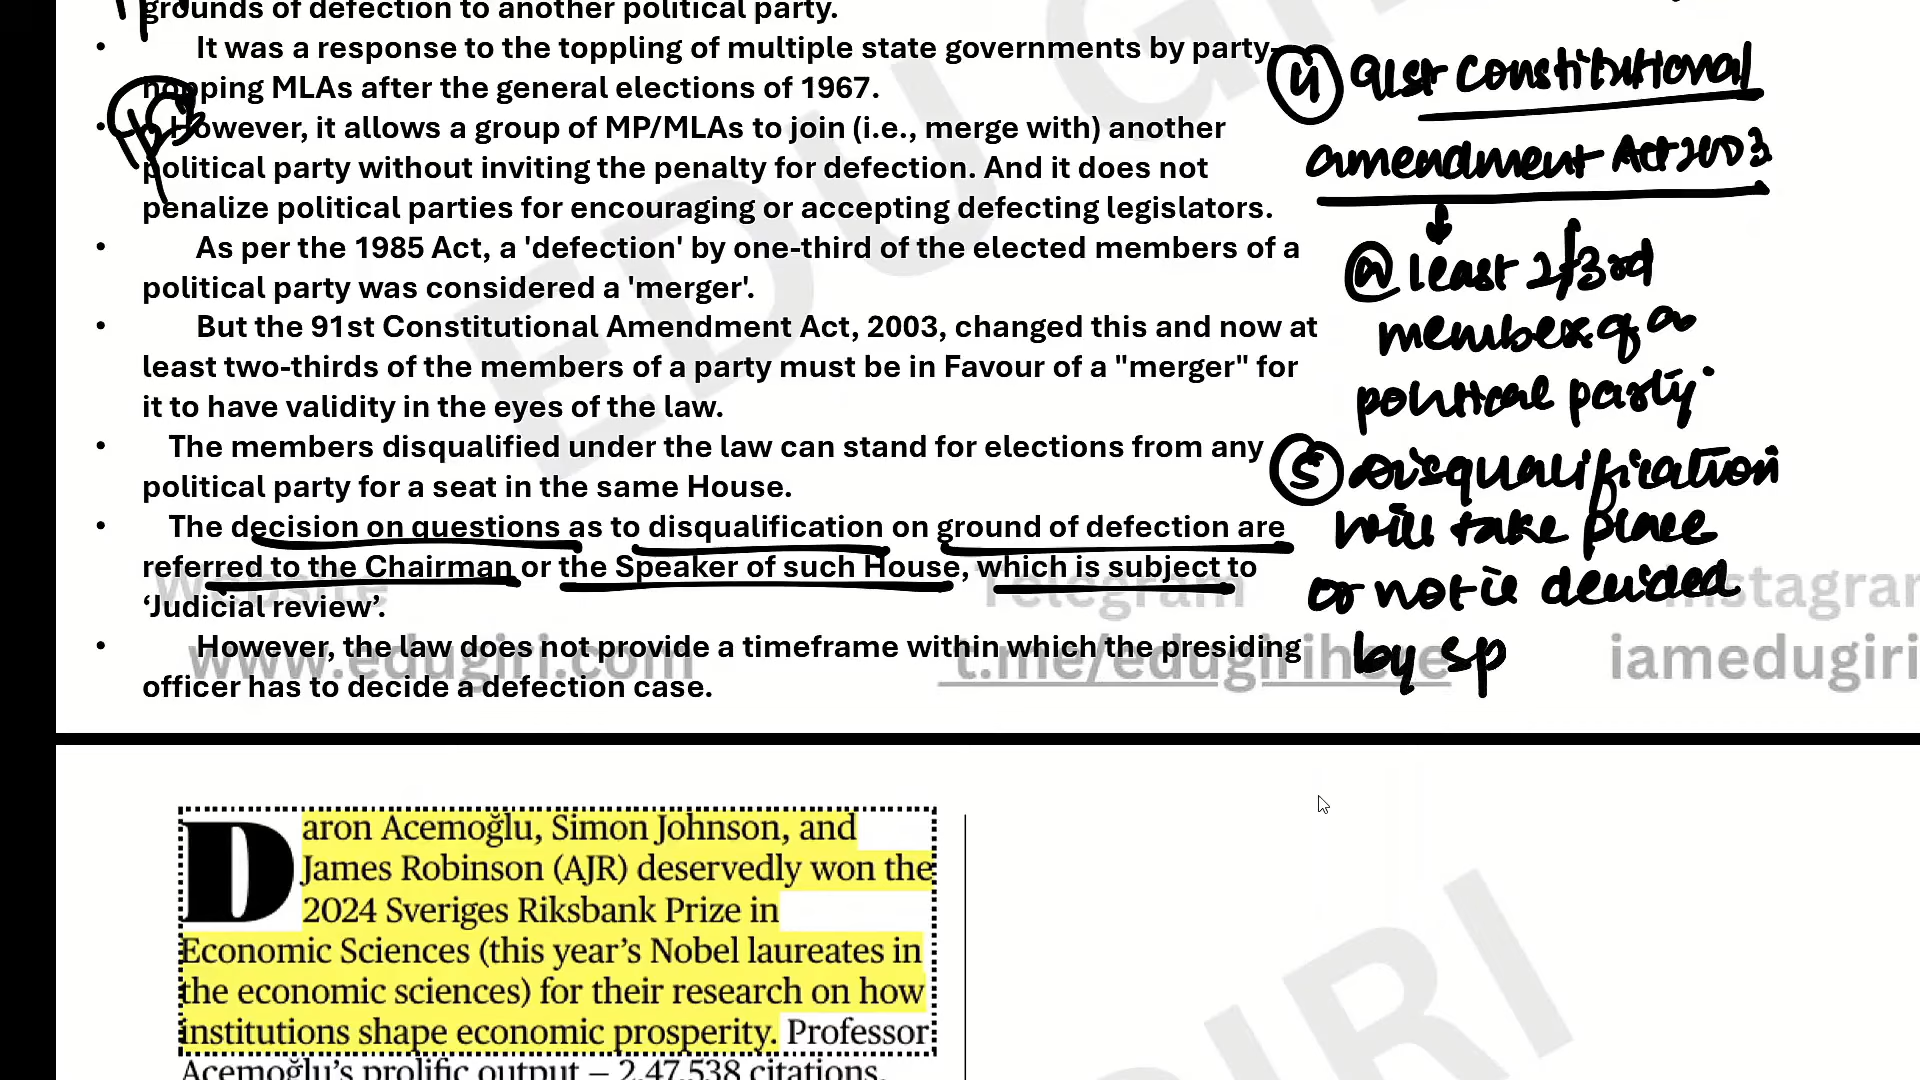 grounds of defection to another political party.
• It was a response to the toppling of multiple state governments by party-
hopping MLAs after the general elections of 1967.
• However, it allows a group of MP/MLAs to join (i.e., merge with) another
political party without inviting the penalty for defection. And it does not
penalize political parties for encouraging or accepting defecting legislators.
• As per the 1985 Act, a 'defection' by one-third of the elected members of a
political party was considered a 'merger'.
• But the 91st Constitutional Amendment Act, 2003, changed this and now at
least two-thirds of the members of a party must be in Favour of a "merger" for
it to have validity in the eyes of the law.
• The members disqualified under the law can stand for elections from any
political party for a seat in the same House.
• The decision on questions as to disqualification on ground of defection are
referred to the Chairman or the Speaker of such House, which is subject to
‘Judicial review’.
• However, the law does not provide a timeframe within which the presiding
officer has to decide a defection case.
4 91st Constitutional
amendment Act 2003
@ least 2/3rd
members of a
political party
5 disqualification
will take place
or not is decided
by sp
website
Telegram
Instagram
www.edugiri.com
t.me/edugirihere
iamedugiri
EDU GIRI
Daron Acemoğlu, Simon Johnson, and
James Robinson (AJR) deservedly won the
2024 Sveriges Riksbank Prize in
Economic Sciences (this year’s Nobel laureates in
the economic sciences) for their research on how
institutions shape economic prosperity. Professor
Acemoğlu’s prolific output — 2,47,538 citations,
GIRI